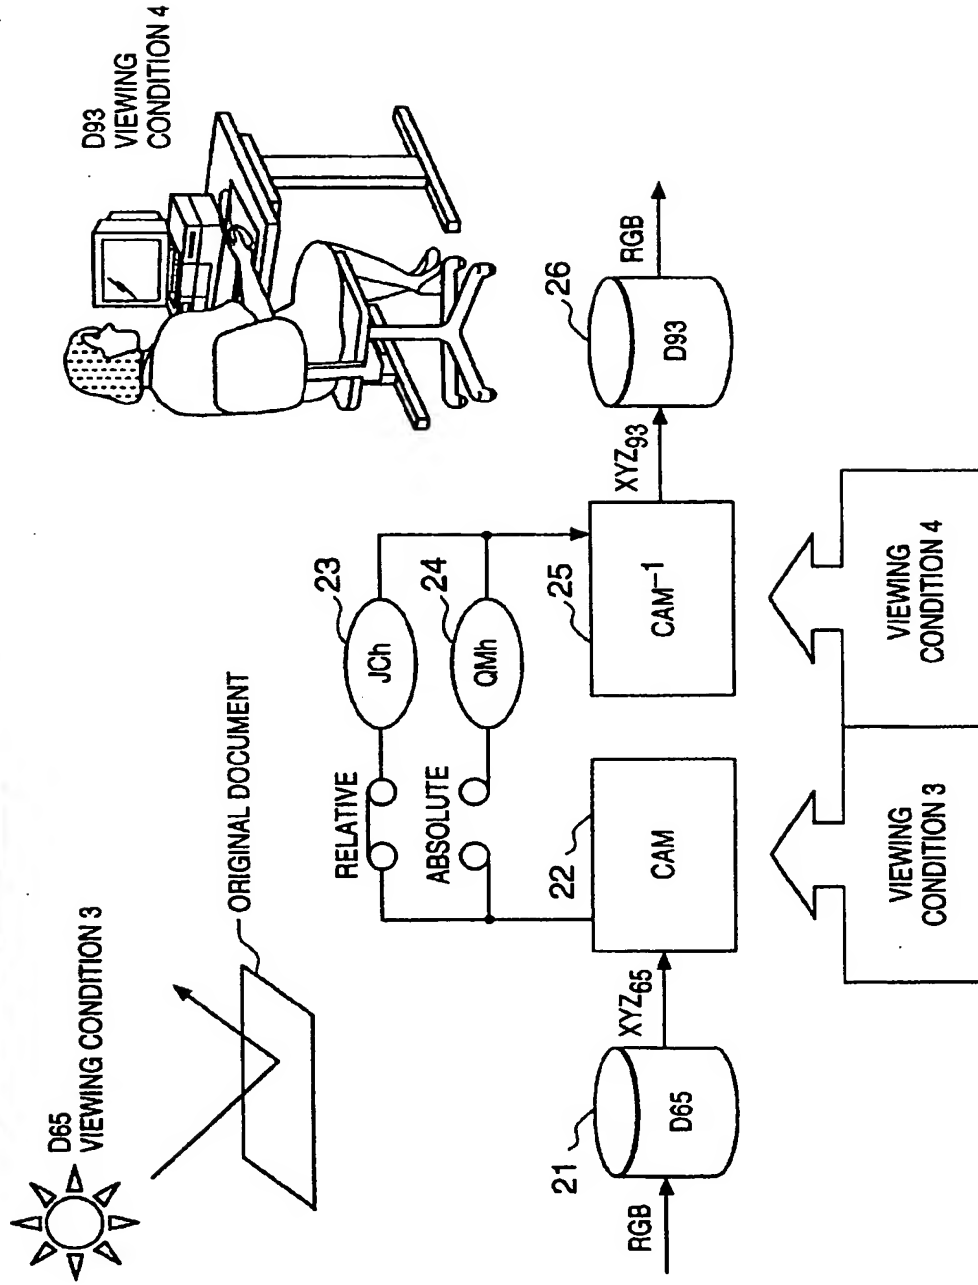 D65
VIEWING CONDITION 3
ORIGINAL DOCUMENT
D93
VIEWING
CONDITION 4
RELATIVE
ABSOLUTE
JCh
23
QMh
24
RGB
21
D65
XYZ65
22
CAM
25
CAM-1
XYZ93
26
D93
RGB
VIEWING
CONDITION 3
VIEWING
CONDITION 4